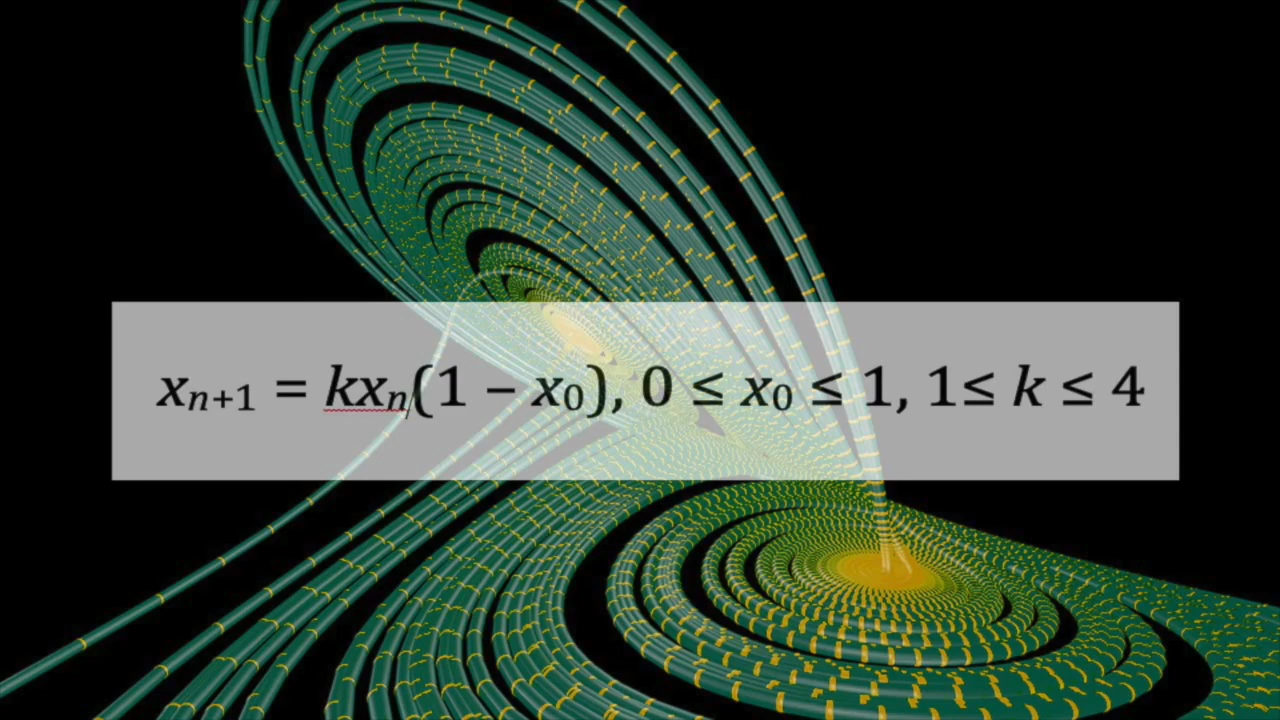 xₙ₊₁ = kxₙ(1 − x₀), 0 ≤ x₀ ≤ 1, 1≤ k ≤ 4